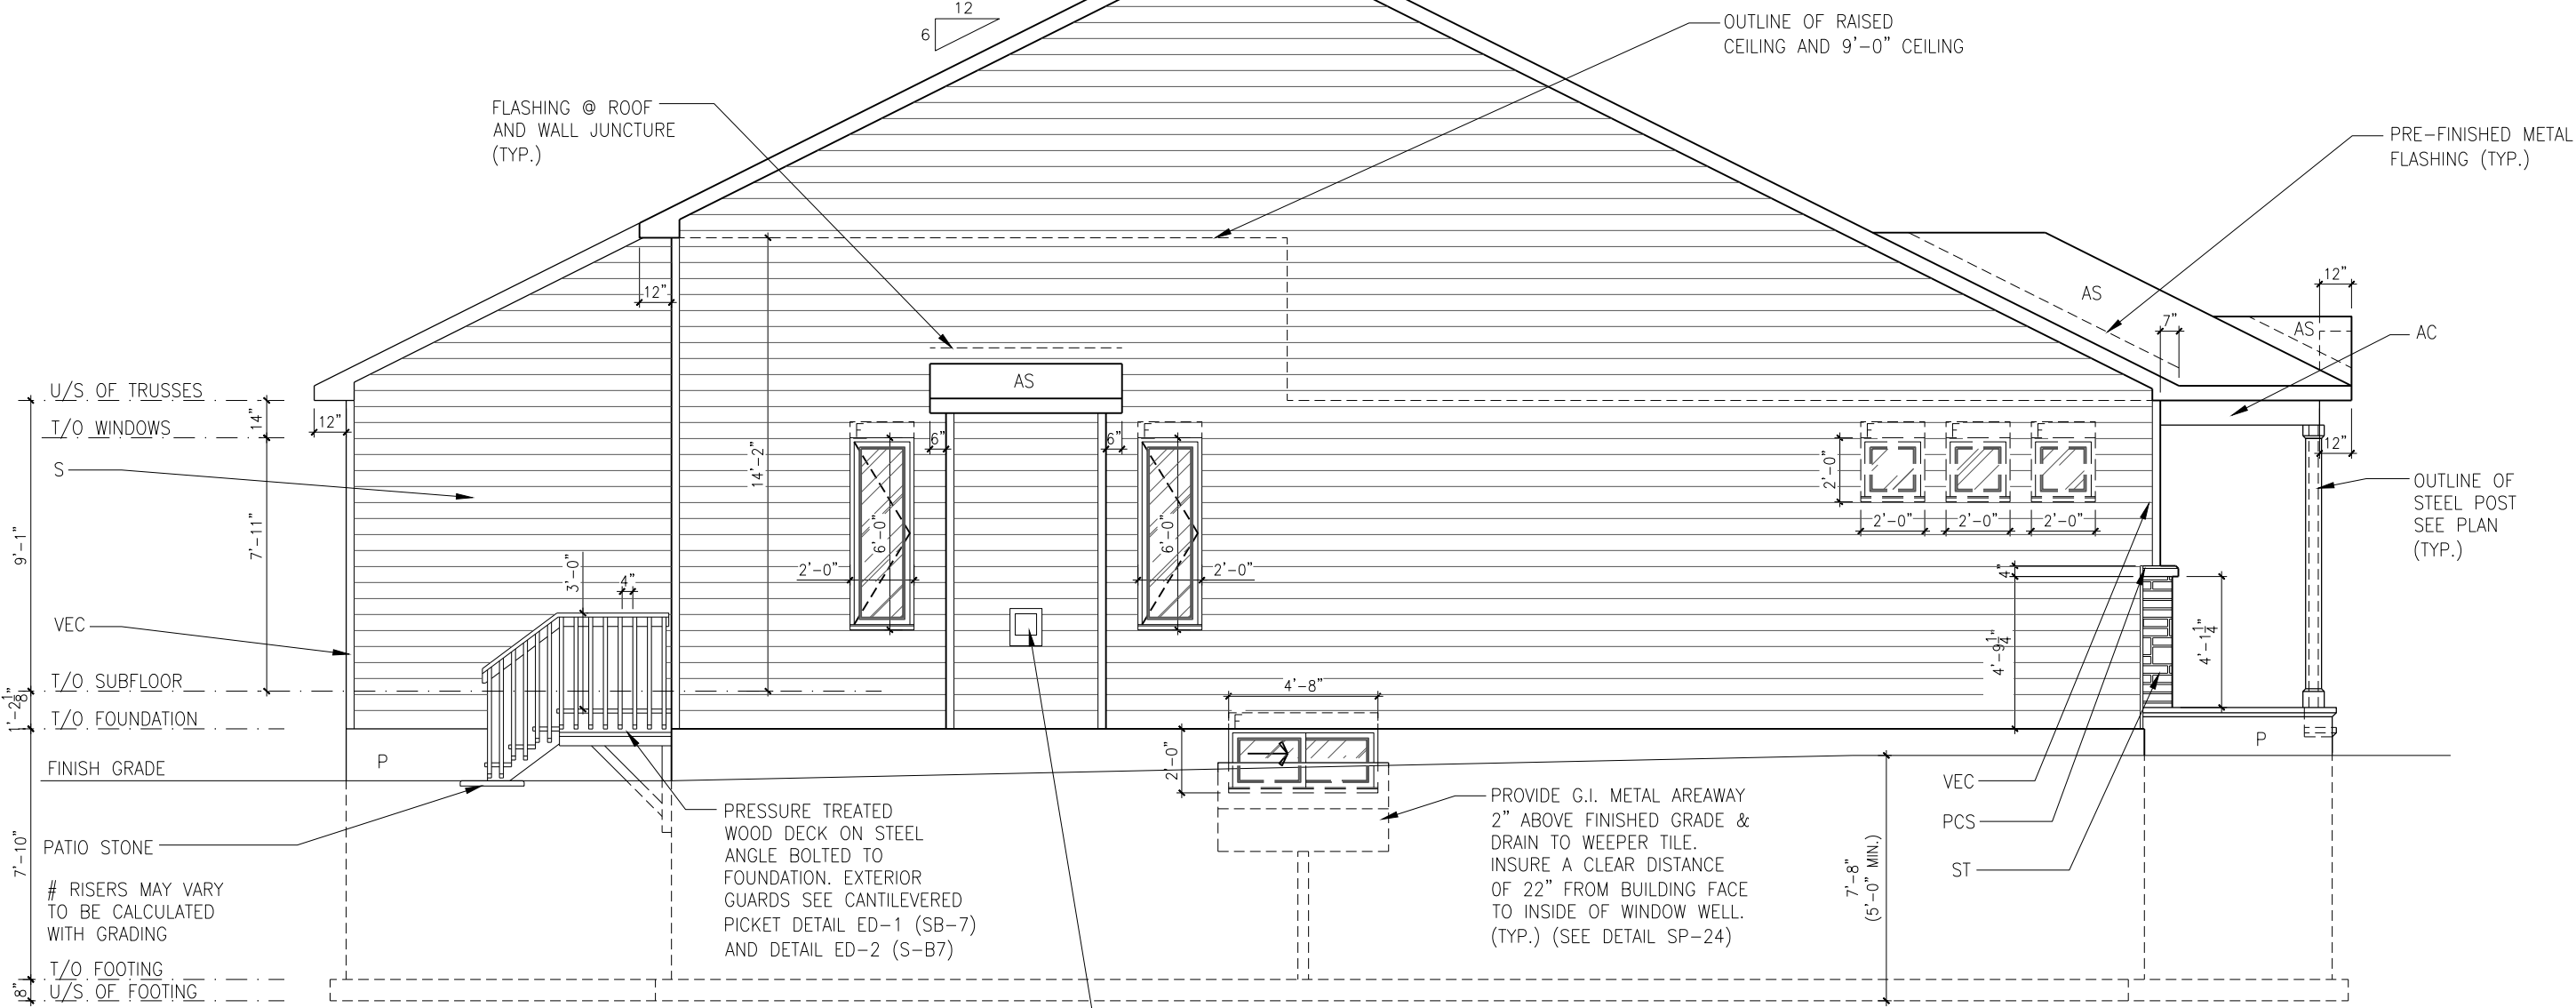 12
6
OUTLINE OF RAISED
CEILING AND 9'-0" CEILING
FLASHING @ ROOF
AND WALL JUNCTURE
(TYP.)
PRE-FINISHED METAL
FLASHING (TYP.)
12"
12"
AS
7"
AS
AC
U/S OF TRUSSES
14"
12"
T/O WINDOWS
AS
6"
6"
12"
S
14'-2"
2'-0"
OUTLINE OF
STEEL POST
SEE PLAN
(TYP.)
9'-1"
7'-11"
6'-0"
6'-0"
2'-0"
2'-0"
2'-0"
3'-0"
4"
2'-0"
2'-0"
4"
VEC
4'-9 1/4"
4'-1 1/4"
T/O SUBFLOOR
1'-2 1/8"
T/O FOUNDATION
4'-8"
P
FINISH GRADE
2'-0"
P
PATIO STONE
# RISERS MAY VARY
TO BE CALCULATED
WITH GRADING
7'-10"
PRESSURE TREATED
WOOD DECK ON STEEL
ANGLE BOLTED TO
FOUNDATION. EXTERIOR
GUARDS SEE CANTILEVERED
PICKET DETAIL ED-1 (SB-7)
AND DETAIL ED-2 (S-B7)
PROVIDE G.I. METAL AREAWAY
2" ABOVE FINISHED GRADE &
DRAIN TO WEEPER TILE.
INSURE A CLEAR DISTANCE
OF 22" FROM BUILDING FACE
TO INSIDE OF WINDOW WELL.
(TYP.) (SEE DETAIL SP-24)
7'-8"
(5'-0" MIN.)
VEC
PCS
ST
T/O FOOTING
8"
U/S OF FOOTING